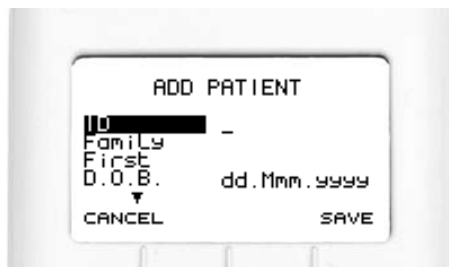 ADD PATIENT
ID _
Family
First
D.O.B. dd.Mmm.yyyy
▼
CANCEL SAVE